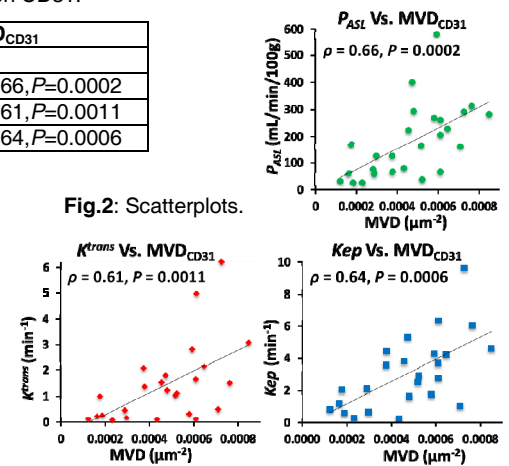 D_CD31
66,P=0.0002
61,P=0.0011
64,P=0.0006
Fig.2: Scatterplots.
P_ASL Vs. MVD_CD31
ρ = 0.66, P = 0.0002
P_ASL (mL/min/100g)
600
500
400
300
200
100
0
0 0.0002 0.0004 0.0006 0.0008
MVD (µm⁻²)
K^trans Vs. MVD_CD31
ρ = 0.61, P = 0.0011
K^trans (min⁻¹)
6
5
4
3
2
1
0
0 0.0002 0.0004 0.0006 0.0008
MVD (µm⁻²)
Kep Vs. MVD_CD31
ρ = 0.64, P = 0.0006
Kep (min⁻¹)
10
8
6
4
2
0
0.0000 0.0002 0.0004 0.0006 0.0008
MVD (µm⁻²)